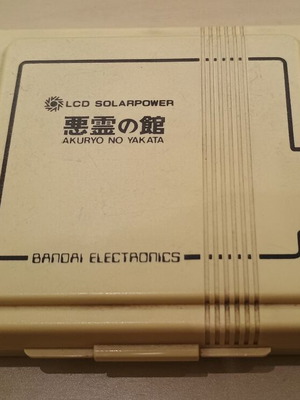 LCD SOLARPOWER
悪霊の館
AKURYO NO YAKATA
BANDAI ELECTRONICS